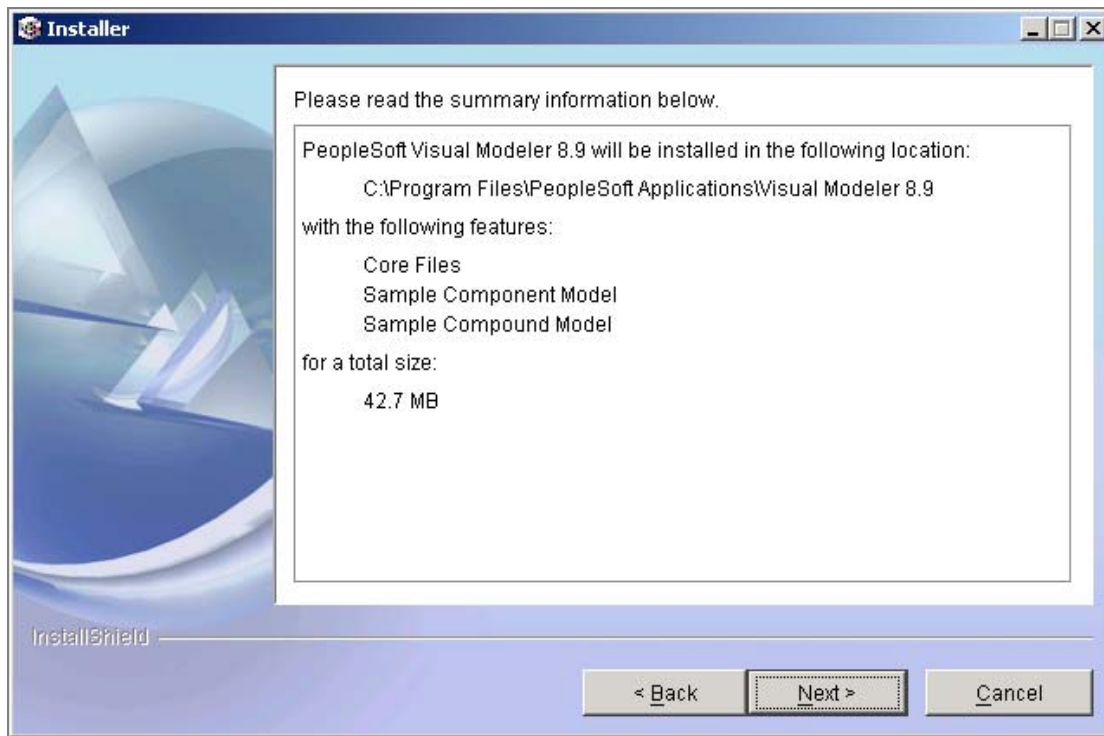 Installer
Please read the summary information below.
PeopleSoft Visual Modeler 8.9 will be installed in the following location:
C:\Program Files\PeopleSoft Applications\Visual Modeler 8.9
with the following features:
Core Files
Sample Component Model
Sample Compound Model
for a total size:
42.7 MB
InstallShield
< Back
Next >
Cancel